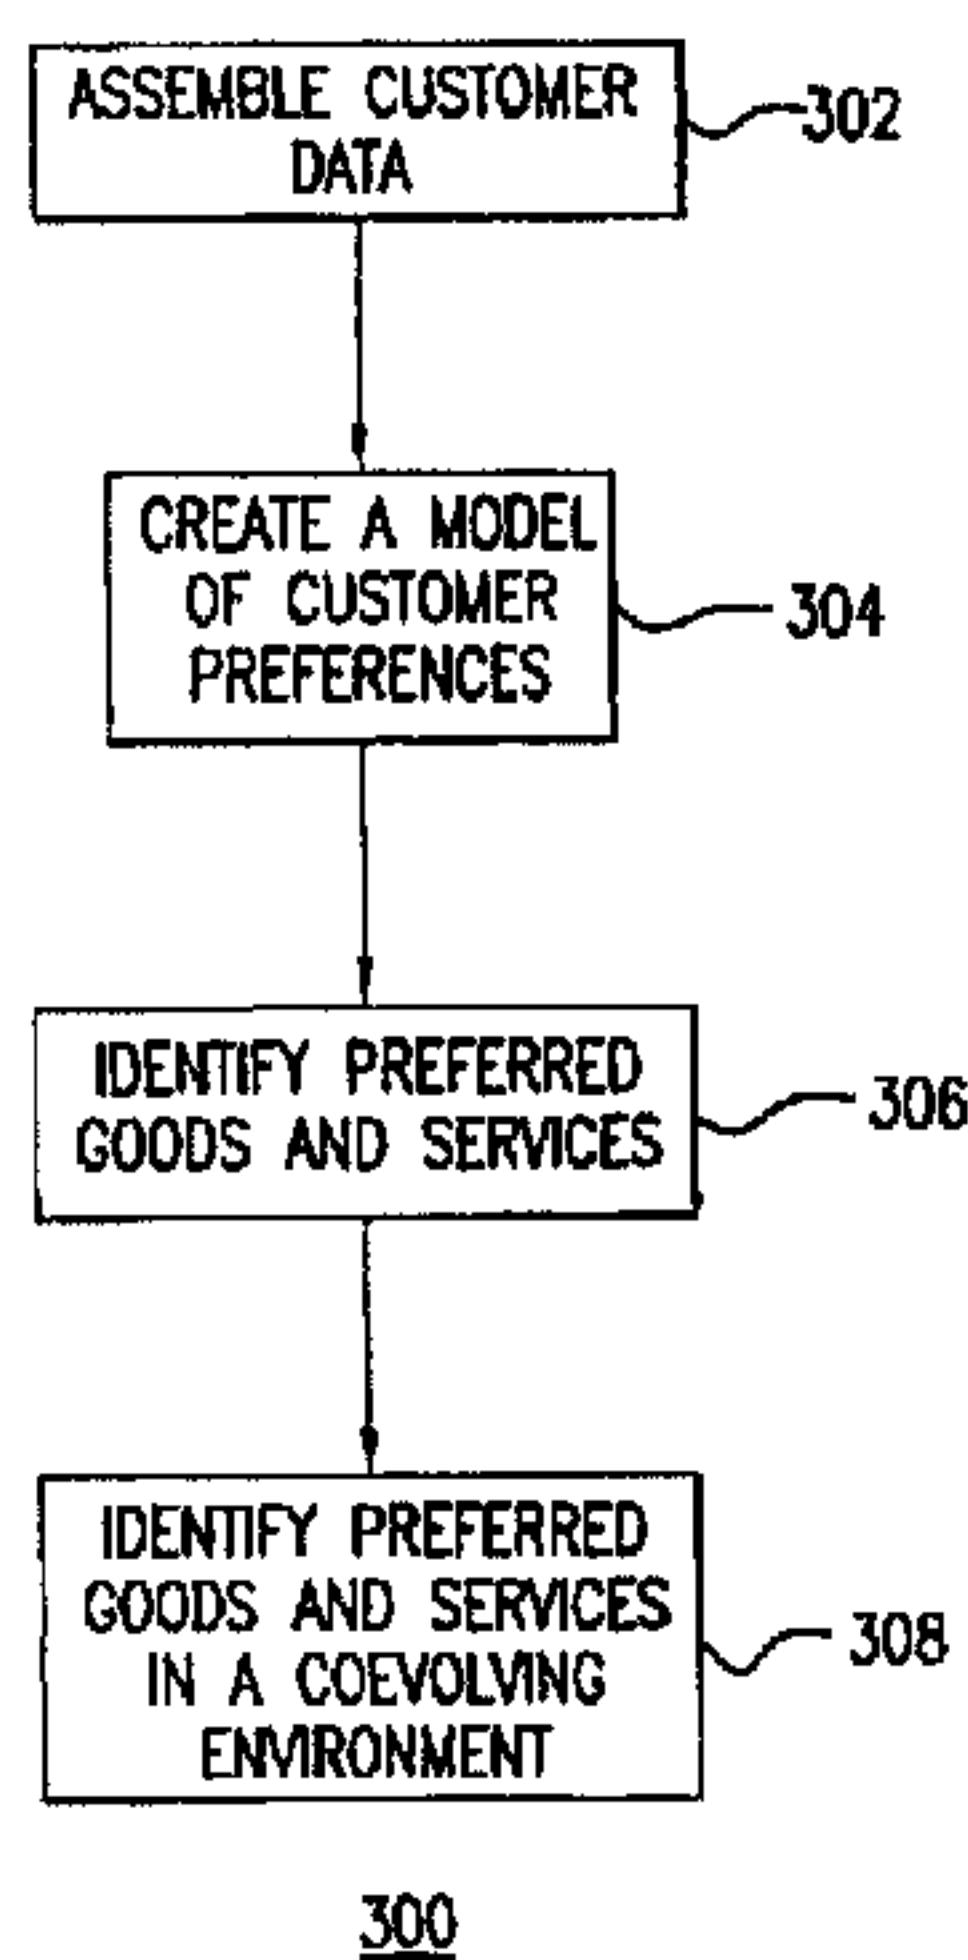 ASSEMBLE CUSTOMER
DATA
302
CREATE A MODEL
OF CUSTOMER
PREFERENCES
304
IDENTIFY PREFERRED
GOODS AND SERVICES
306
IDENTIFY PREFERRED
GOODS AND SERVICES
IN A COEVOLVING
ENVIRONMENT
308
300